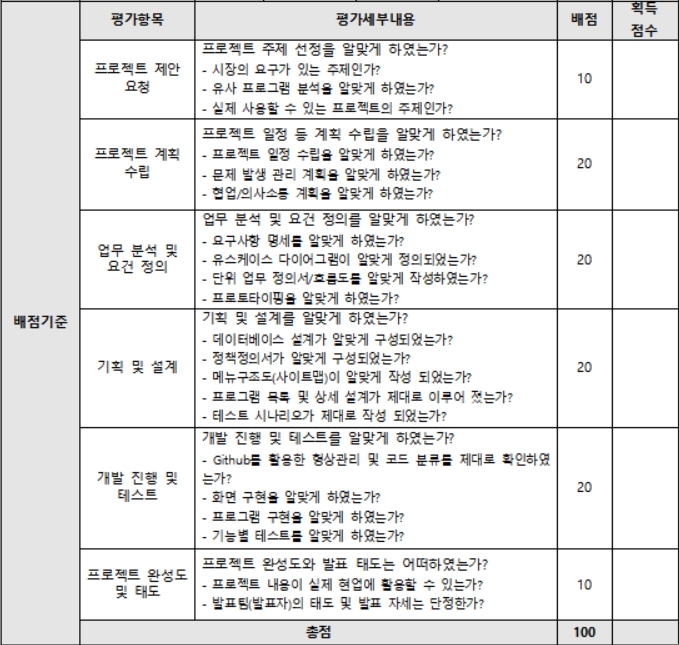 평가항목 평가세부내용 배점 획득
점수
배점기준
프로젝트 제안
요청
프로젝트 주제 선정을 알맞게 하였는가?
- 시장의 요구가 있는 주제인가?
- 유사 프로그램 분석을 알맞게 하였는가?
- 실제 사용할 수 있는 프로젝트의 주제인가?
10
프로젝트 계획
수립
프로젝트 일정 등 계획 수립을 알맞게 하였는가?
- 프로젝트 일정 수립을 알맞게 하였는가?
- 문제 발생 관리 계획을 알맞게 하였는가?
- 협업/의사소통 계획을 알맞게 하였는가?
20
업무 분석 및
요건 정의
업무 분석 및 요건 정의를 알맞게 하였는가?
- 요구사항 명세를 알맞게 하였는가?
- 유스케이스 다이어그램이 알맞게 정의되었는가?
- 단위 업무 정의서/흐름도를 알맞게 작성하였는가?
- 프로토타이핑을 알맞게 하였는가?
20
기획 및 설계
기획 및 설계를 알맞게 하였는가?
- 데이터베이스 설계가 알맞게 구성되었는가?
- 정책정의서가 알맞게 구성되었는가?
- 메뉴구조도(사이트맵)이 알맞게 작성 되었는가?
- 프로그램 목록 및 상세 설계가 제대로 이루어 졌는가?
- 테스트 시나리오가 제대로 작성 되었는가?
20
개발 진행 및
테스트
개발 진행 및 테스트를 알맞게 하였는가?
- Github를 활용한 형상관리 및 코드 분류를 제대로 확인하였
는가?
- 화면 구현을 알맞게 하였는가?
- 프로그램 구현을 알맞게 하였는가?
- 기능별 테스트를 알맞게 하였는가?
20
프로젝트 완성도
및 태도
프로젝트 완성도와 발표 태도는 어떠하였는가?
- 프로젝트 내용이 실제 현업에 활용할 수 있는가?
- 발표팀(발표자)의 태도 및 발표 자세는 단정한가?
10
총점 100